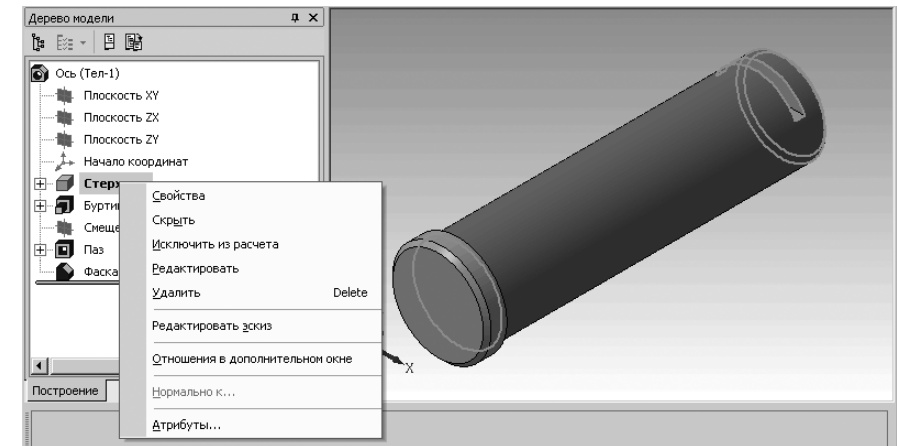 Дерево модели
Ось (Тел-1)
Плоскость XY
Плоскость ZX
Плоскость ZY
Начало координат
Стерж
Бурти
Смеще
Паз
Фаска
Свойства
Скрыть
Исключить из расчета
Редактировать
Удалить Delete
Редактировать эскиз
Отношения в дополнительном окне
Нормально к...
Атрибуты...
X
Построение